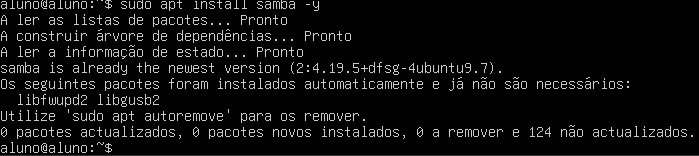 aluno@aluno:~$ sudo apt install samba -y
A ler as listas de pacotes... Pronto
A construir árvore de dependências... Pronto
A ler a informação de estado... Pronto
samba is already the newest version (2:4.19.5+dfsg-4ubuntu9.7).
Os seguintes pacotes foram instalados automaticamente e já não são necessários:
  libfwupd2 libgusb2
Utilize 'sudo apt autoremove' para os remover.
0 pacotes actualizados, 0 pacotes novos instalados, 0 a remover e 124 não actualizados.
aluno@aluno:~$